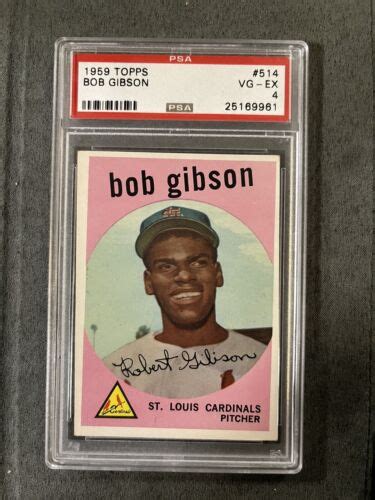 PSA
1959 TOPPS #514
BOB GIBSON VG-EX
4
PSA 25169961
bob gibson
Robert Gibson
Cardinals
ST. LOUIS CARDINALS
PITCHER